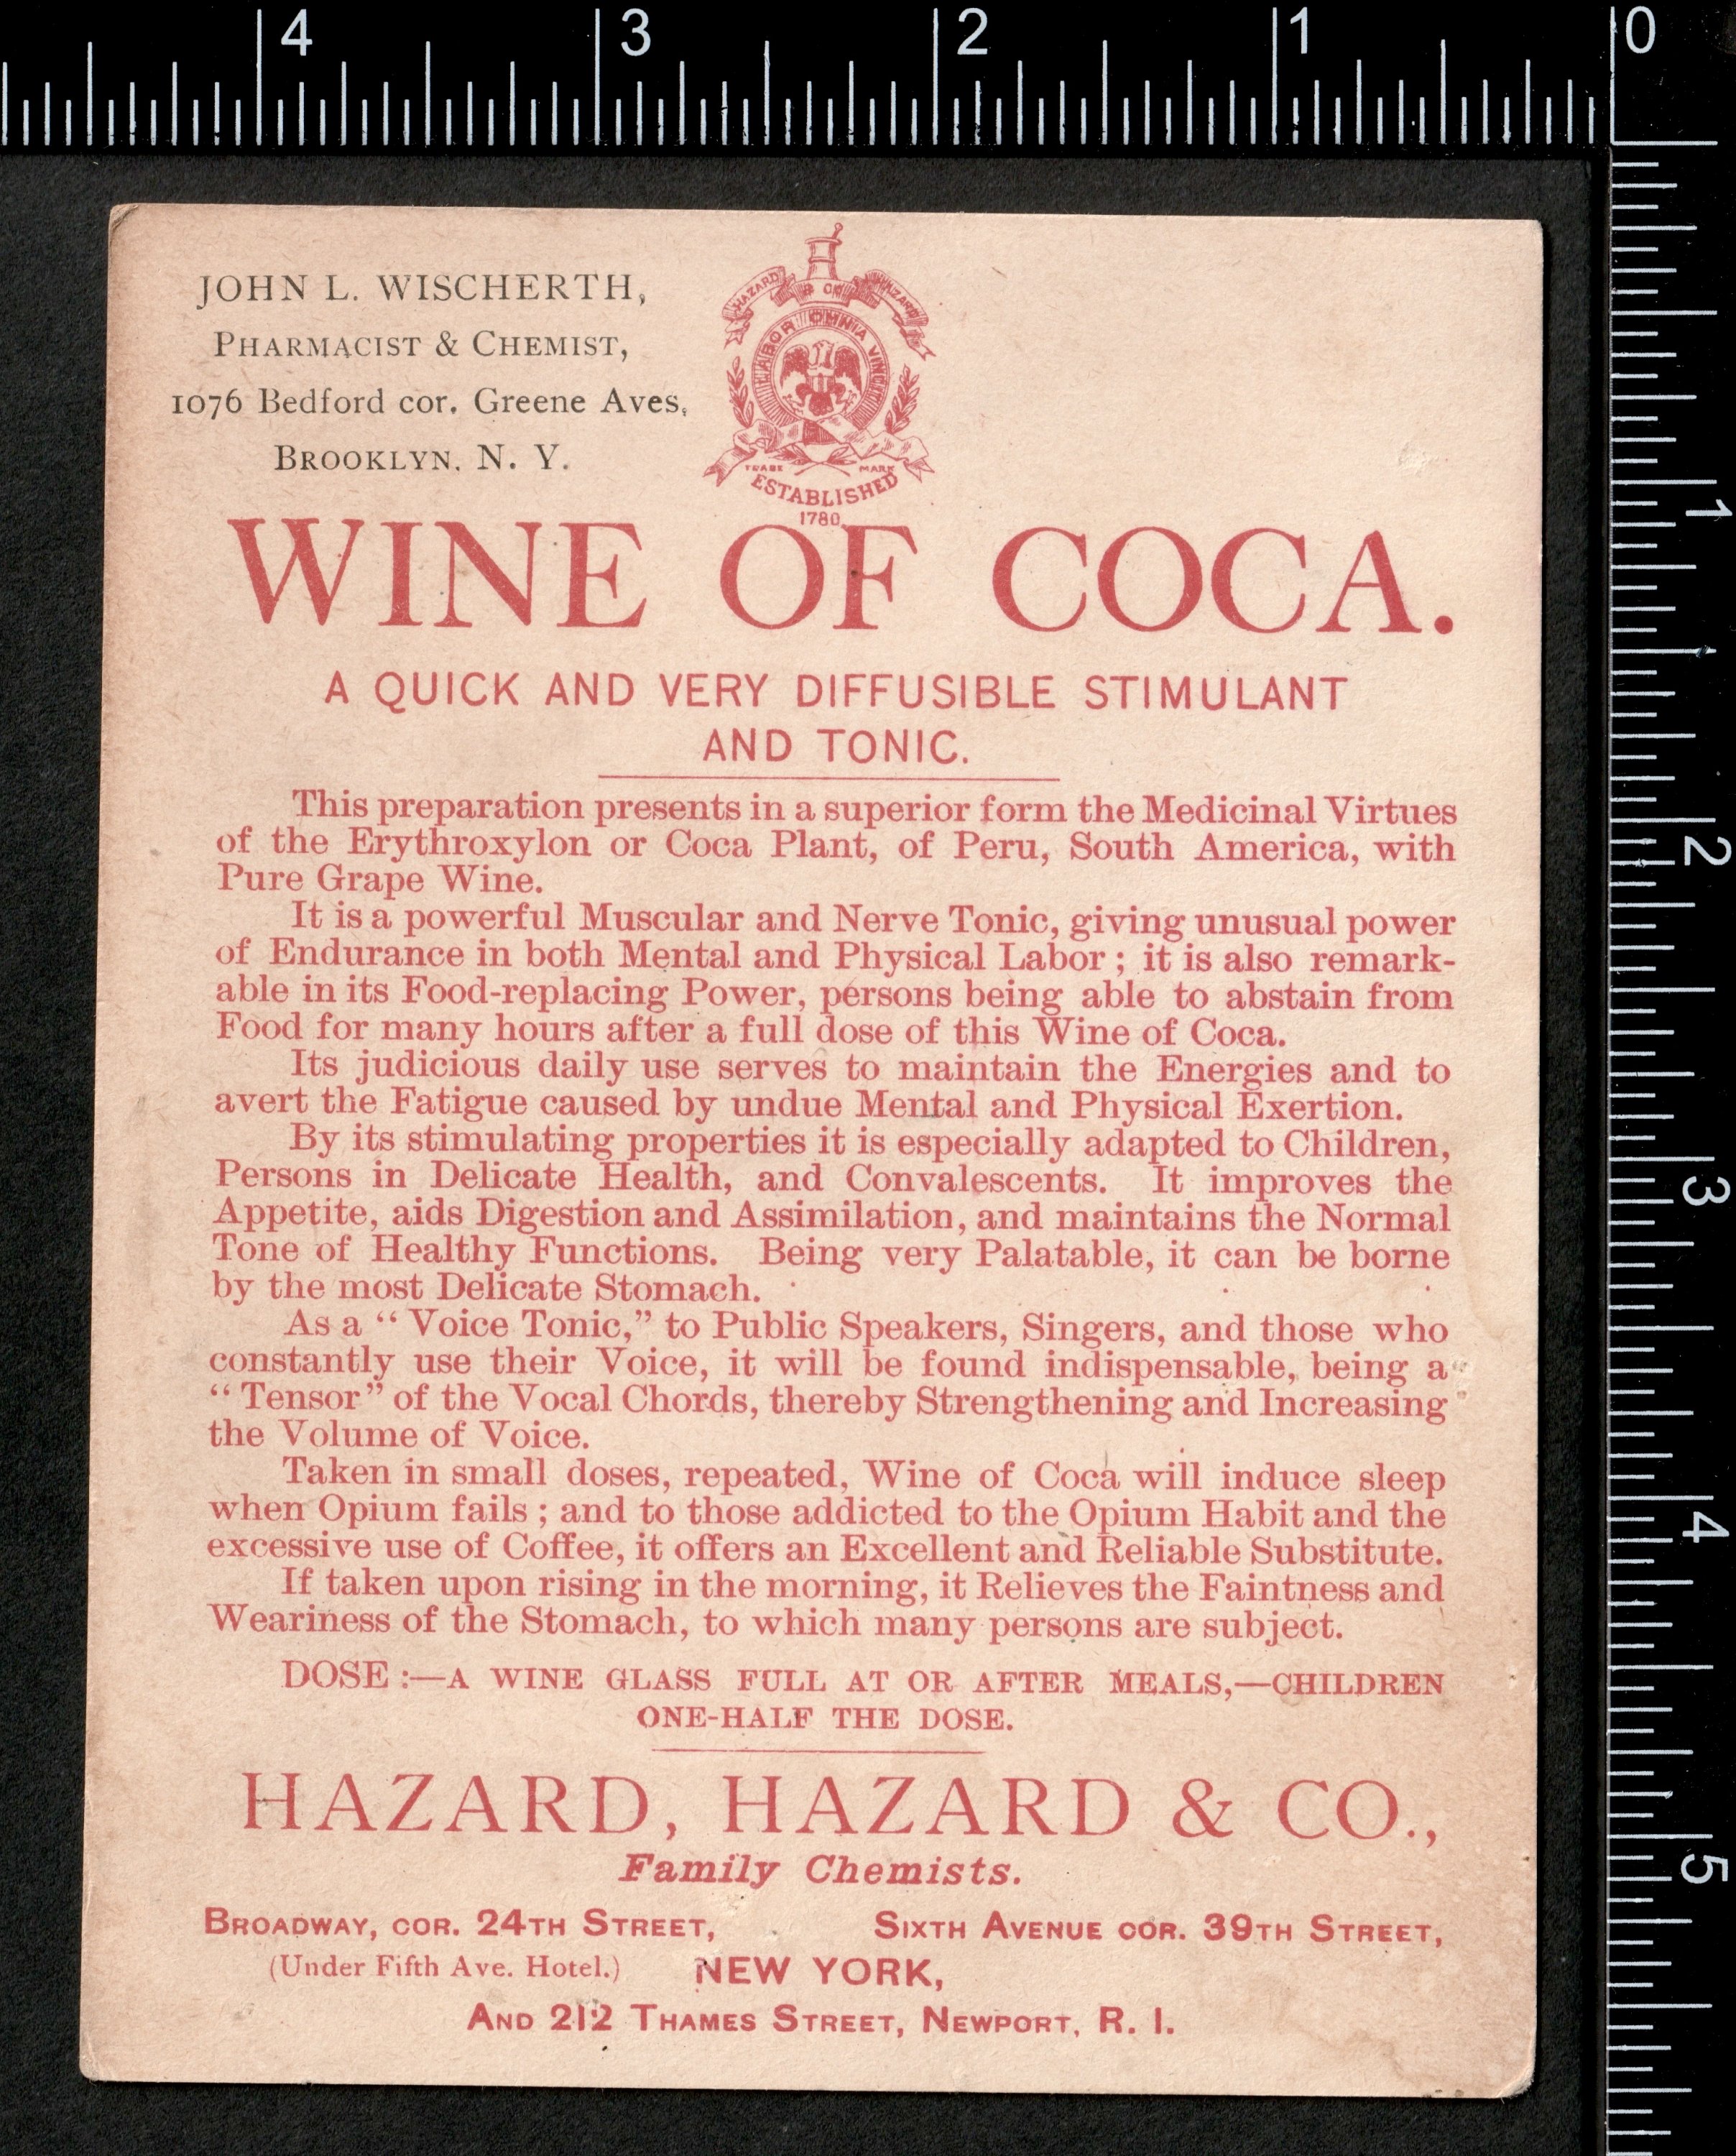 4 3 2 1 0
JOHN L. WISCHERTH,
PHARMACIST & CHEMIST,
1076 Bedford cor. Greene Aves,
BROOKLYN. N. Y.
HAZARD & CO HAZARD
LABOR OMNIA VINCIT
TRADE MARK
ESTABLISHED
1780.
WINE OF COCA.
A QUICK AND VERY DIFFUSIBLE STIMULANT
AND TONIC.
This preparation presents in a superior form the Medicinal Virtues
of the Erythroxylon or Coca Plant, of Peru, South America, with
Pure Grape Wine.
It is a powerful Muscular and Nerve Tonic, giving unusual power
of Endurance in both Mental and Physical Labor ; it is also remark-
able in its Food-replacing Power, persons being able to abstain from
Food for many hours after a full dose of this Wine of Coca.
Its judicious daily use serves to maintain the Energies and to
avert the Fatigue caused by undue Mental and Physical Exertion.
By its stimulating properties it is especially adapted to Children,
Persons in Delicate Health, and Convalescents. It improves the
Appetite, aids Digestion and Assimilation, and maintains the Normal
Tone of Healthy Functions. Being very Palatable, it can be borne
by the most Delicate Stomach.
As a “ Voice Tonic,” to Public Speakers, Singers, and those who
constantly use their Voice, it will be found indispensable, being a
“ Tensor” of the Vocal Chords, thereby Strengthening and Increasing
the Volume of Voice.
Taken in small doses, repeated, Wine of Coca will induce sleep
when Opium fails ; and to those addicted to the Opium Habit and the
excessive use of Coffee, it offers an Excellent and Reliable Substitute.
If taken upon rising in the morning, it Relieves the Faintness and
Weariness of the Stomach, to which many persons are subject.
DOSE :—A WINE GLASS FULL AT OR AFTER MEALS,—CHILDREN
ONE-HALF THE DOSE.
HAZARD, HAZARD & CO.,
Family Chemists.
BROADWAY, COR. 24TH STREET, SIXTH AVENUE COR. 39TH STREET,
(Under Fifth Ave. Hotel.) NEW YORK,
AND 212 THAMES STREET, NEWPORT, R. I.
1
2
3
4
5